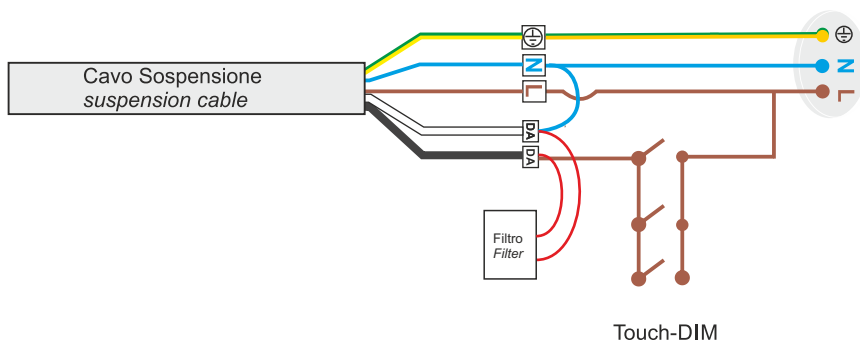 Cavo Sospensione
suspension cable
N
L
DA
DA
N
L
Filtro
Filter
Touch-DIM